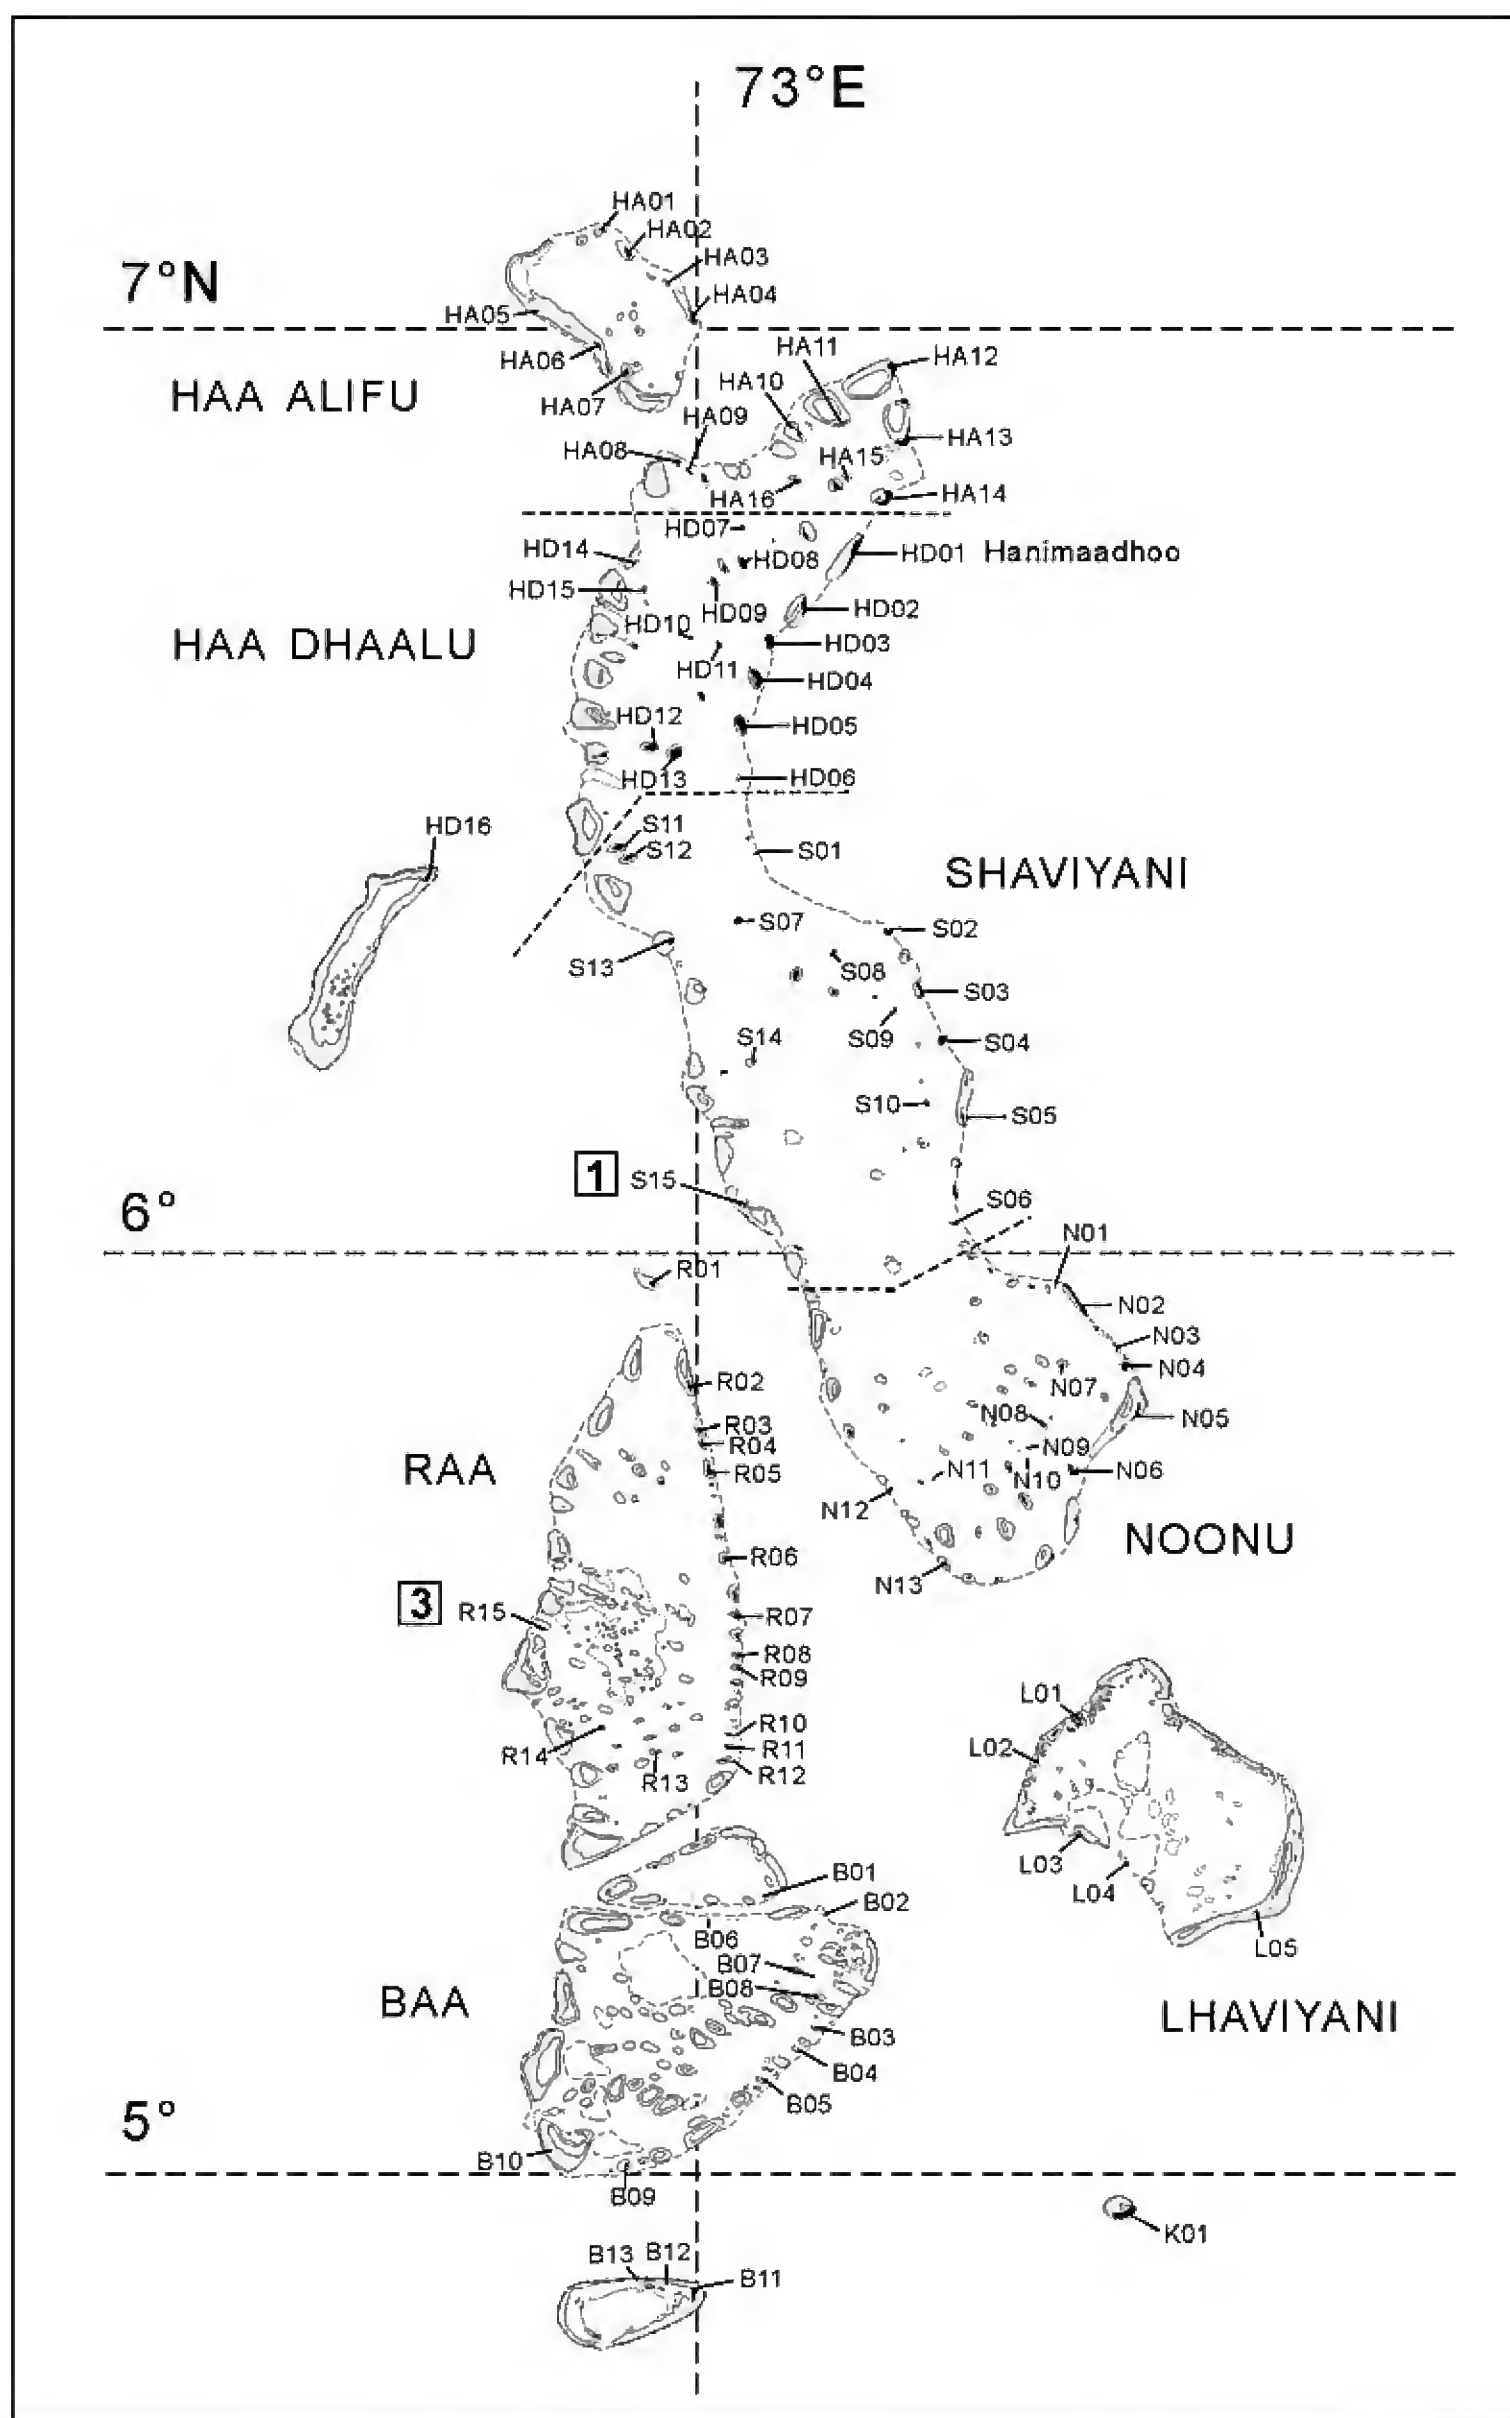 73°E
HA01
HA02
HA03
7°N
HA04
HA05
HA11
HA12
HA06
HA10
HAA ALIFU
HA07
HA09
HA13
HA08
HA15
HA16
HA14
HD07
HD14
HD08
HD01 Hanimaadhoo
HD15
HD09
HD02
HD10
HAA DHAALU
HD03
HD11
HD04
HD12
HD05
HD13
HD06
HD16
S11
S12
S01
SHAVIYANI
S07
S02
S13
S08
S03
S14
S09
S04
S10
S05
1 S15
6°
S06
N01
R01
N02
N03
N04
R02
N07
N08
N05
R03
R04
N09
RAA
R05
N11
N10
N06
N12
NOONU
R06
N13
3 R15
R07
R08
R09
L01
R10
R11
L02
R14
R12
R13
L03
B01
L04
B02
B06
L05
B07
B08
BAA
LHAVIYANI
B03
B04
B05
5°
B10
B09
K01
B13 B12
B11